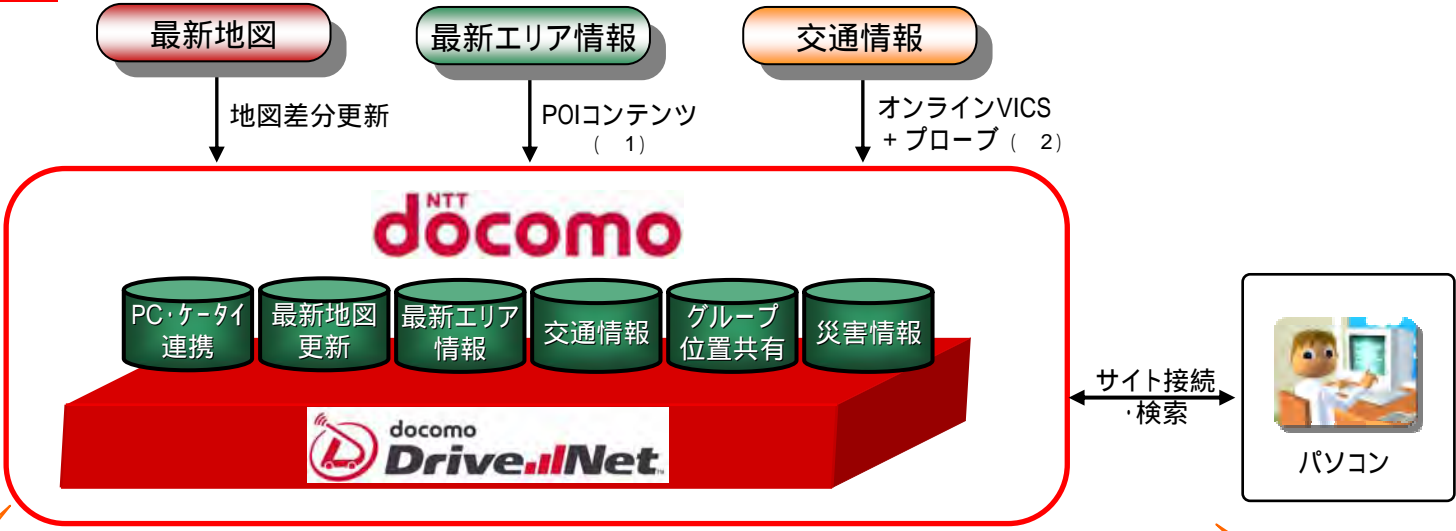 最新地図
最新エリア情報
交通情報
地図差分更新
POIコンテンツ
( 1)
オンラインVICS
+ プローブ ( 2)
NTT
döcomo
PC・ケータイ
連携
最新地図
更新
最新エリア
情報
交通情報
グループ
位置共有
災害情報
docomo
Drive Net
サイト接続
・検索
パソコン